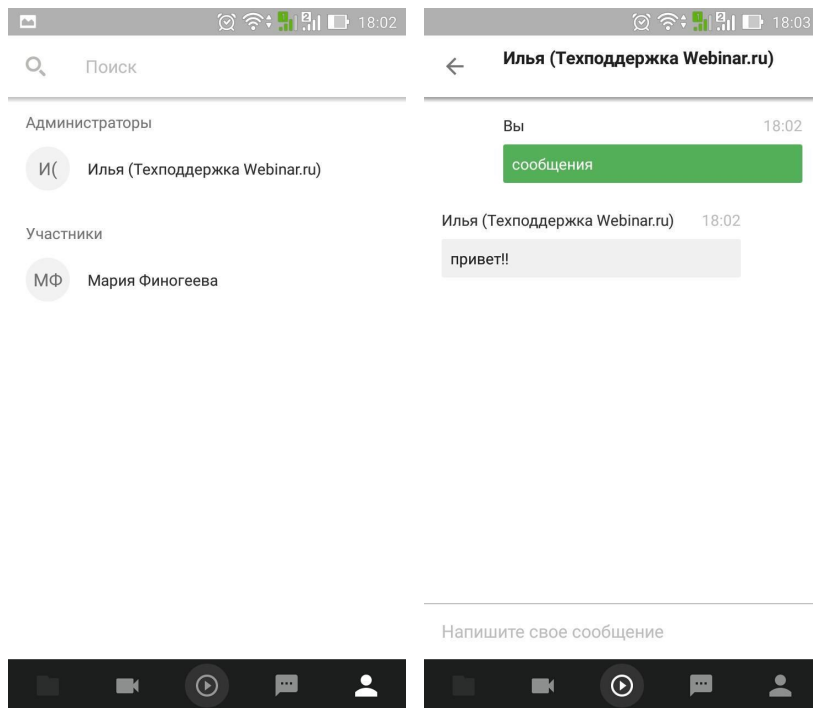 18:02
Поиск
Администраторы
И(
Илья (Техподдержка Webinar.ru)
Участники
МФ
Мария Финогеева
18:03
Илья (Техподдержка Webinar.ru)
Вы 18:02
сообщения
Илья (Техподдержка Webinar.ru) 18:02
привет!!
Напишите свое сообщение